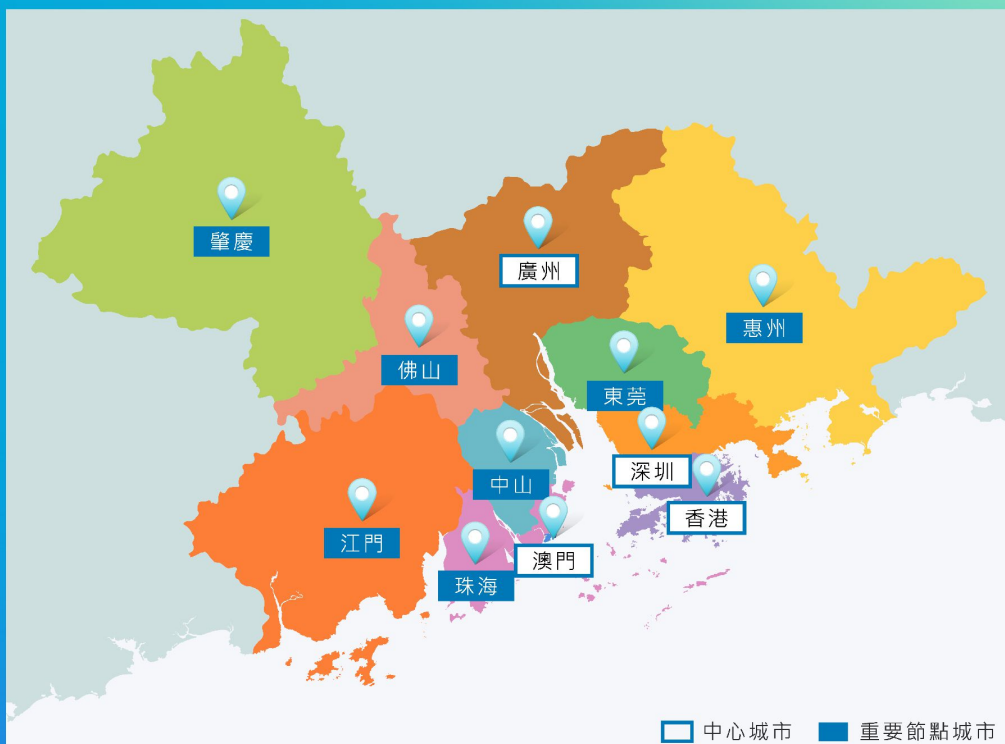 肇慶
廣州
惠州
佛山
東莞
深圳
中山
香港
江門
澳門
珠海
中心城市
重要節點城市